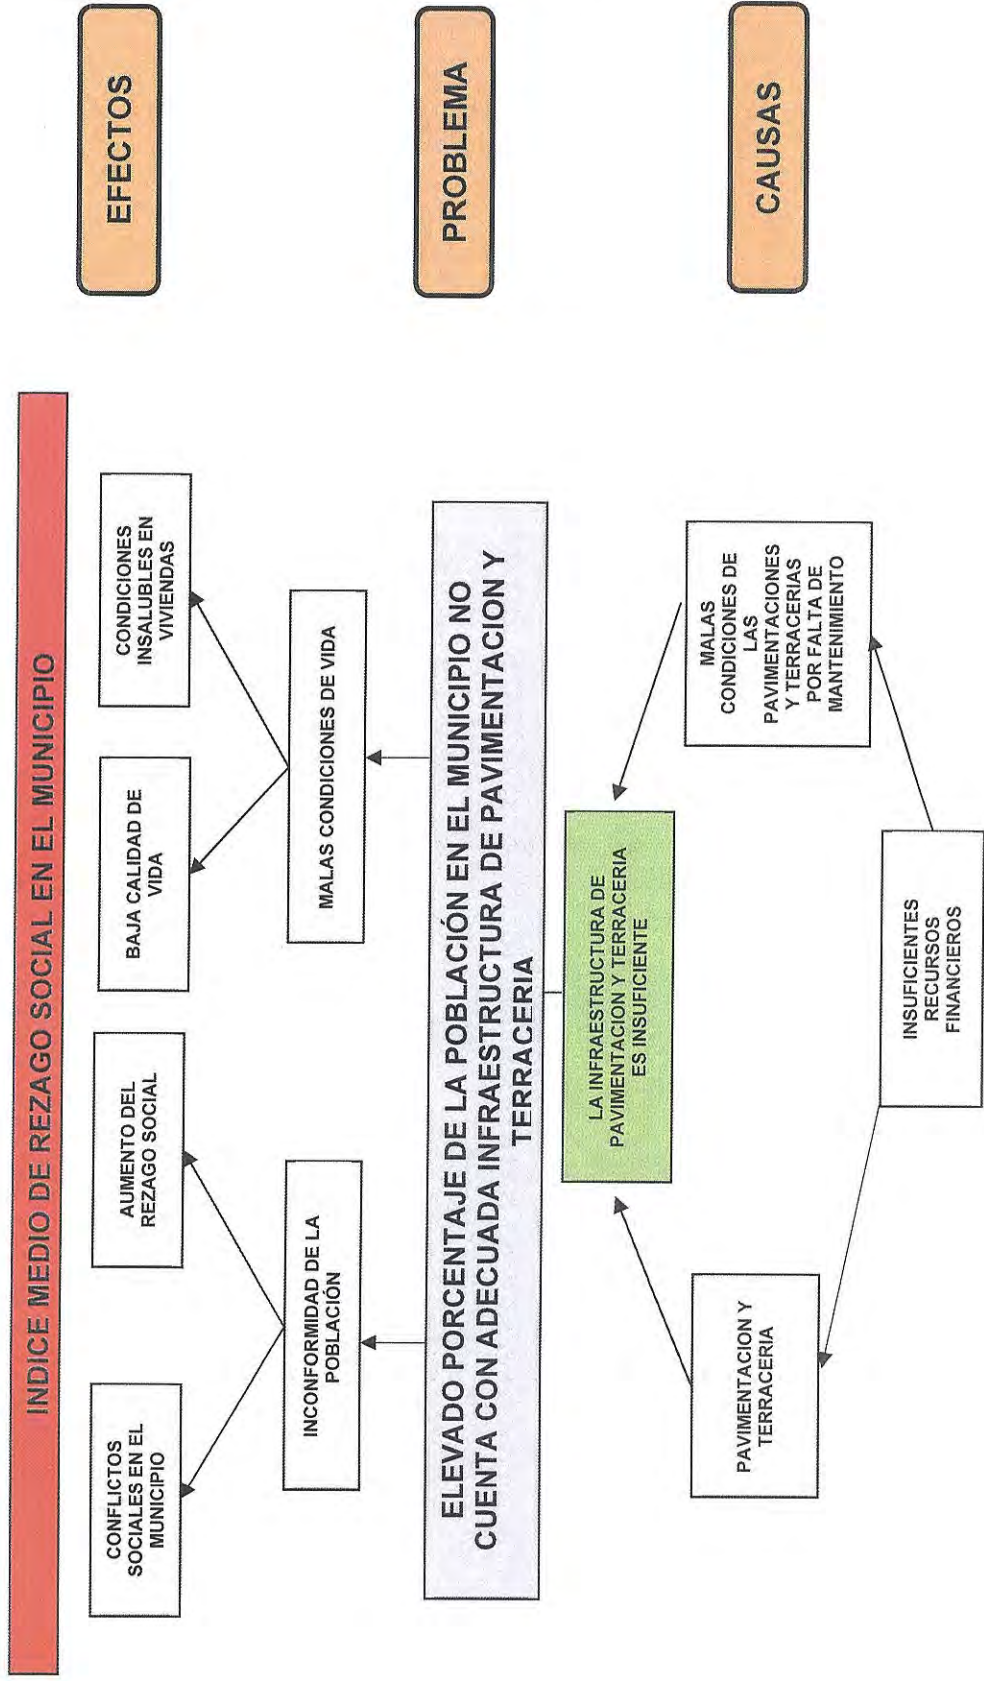 INDICE MEDIO DE REZAGO SOCIAL EN EL MUNICIPIO
EFECTOS
CONFLICTOS
SOCIALES EN EL
MUNICIPIO
AUMENTO DEL
REZAGO SOCIAL
BAJA CALIDAD DE
VIDA
CONDICIONES
INSALUBLES EN
VIVIENDAS
INCONFORMIDAD DE LA
POBLACIÓN
MALAS CONDICIONES DE VIDA
PROBLEMA
ELEVADO PORCENTAJE DE LA POBLACIÓN EN EL MUNICIPIO NO
CUENTA CON ADECUADA INFRAESTRUCTURA DE PAVIMENTACION Y
TERRACERIA
LA INFRAESTRUCTURA DE
PAVIMENTACION Y TERRACERIA
ES INSUFICIENTE
CAUSAS
PAVIMENTACION Y
TERRACERIA
MALAS
CONDICIONES DE
LAS
PAVIMENTACIONES
Y TERRACERIAS
POR FALTA DE
MANTENIMIENTO
INSUFICIENTES
RECURSOS
FINANCIEROS